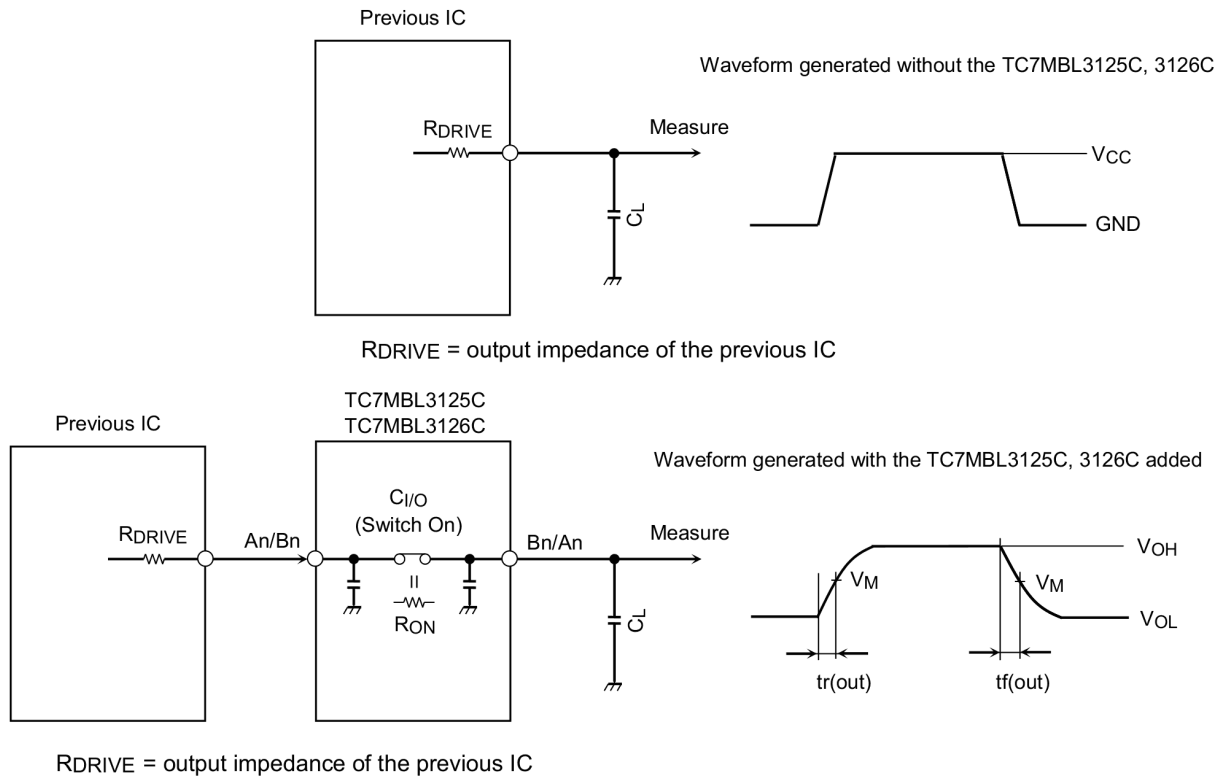 Previous IC
Waveform generated without the TC7MBL3125C, 3126C
RDRIVE
Measure
VCC
CL
GND
RDRIVE = output impedance of the previous IC
TC7MBL3125C
TC7MBL3126C
Previous IC
Waveform generated with the TC7MBL3125C, 3126C added
CI/O
(Switch On)
RDRIVE
An/Bn
Bn/An
Measure
VOH
VM
VM
RON
CL
VOL
tr(out)
tf(out)
RDRIVE = output impedance of the previous IC